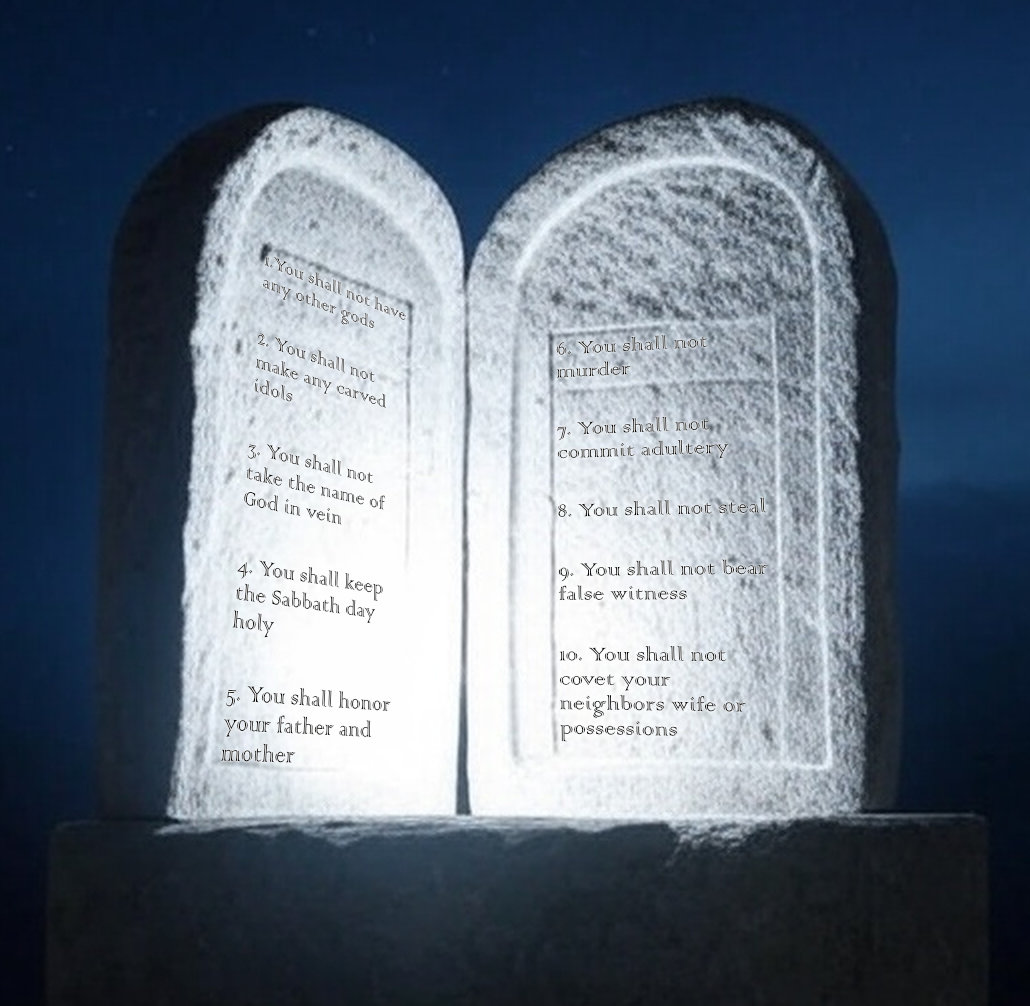 1. You shall not have
any other gods
2. You shall not
make any carved
idols
3. You shall not
take the name of
God in vein
4. You shall keep
the Sabbath day
holy
5. You shall honor
your father and
mother
6. You shall not
murder
7. You shall not
commit adultery
8. You shall not steal
9. You shall not bear
false witness
10. You shall not
covet your
neighbors wife or
possessions